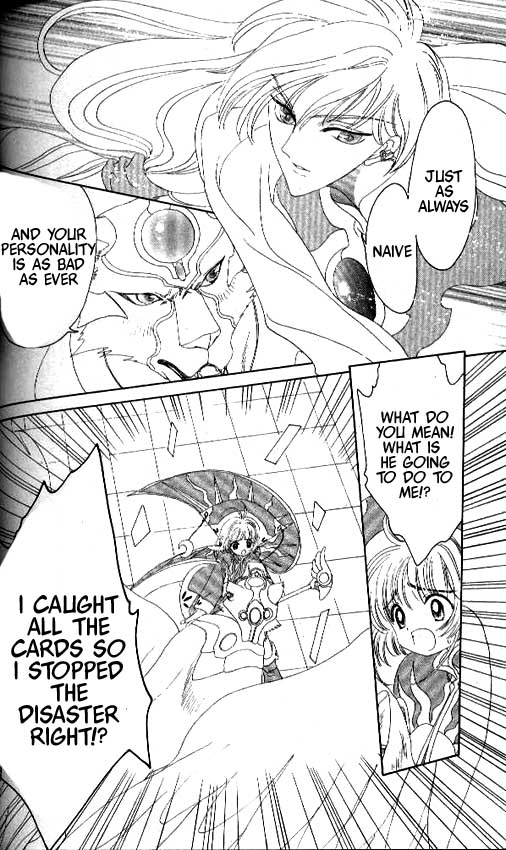 JUST
AS
ALWAYS
NAIVE
AND YOUR
PERSONALITY
IS AS BAD
AS EVER
WHAT DO
YOU MEAN!
WHAT IS
HE GOING
TO DO TO
ME!?
I CAUGHT
ALL THE
CARDS SO
I STOPPED
THE
DISASTER
RIGHT!?